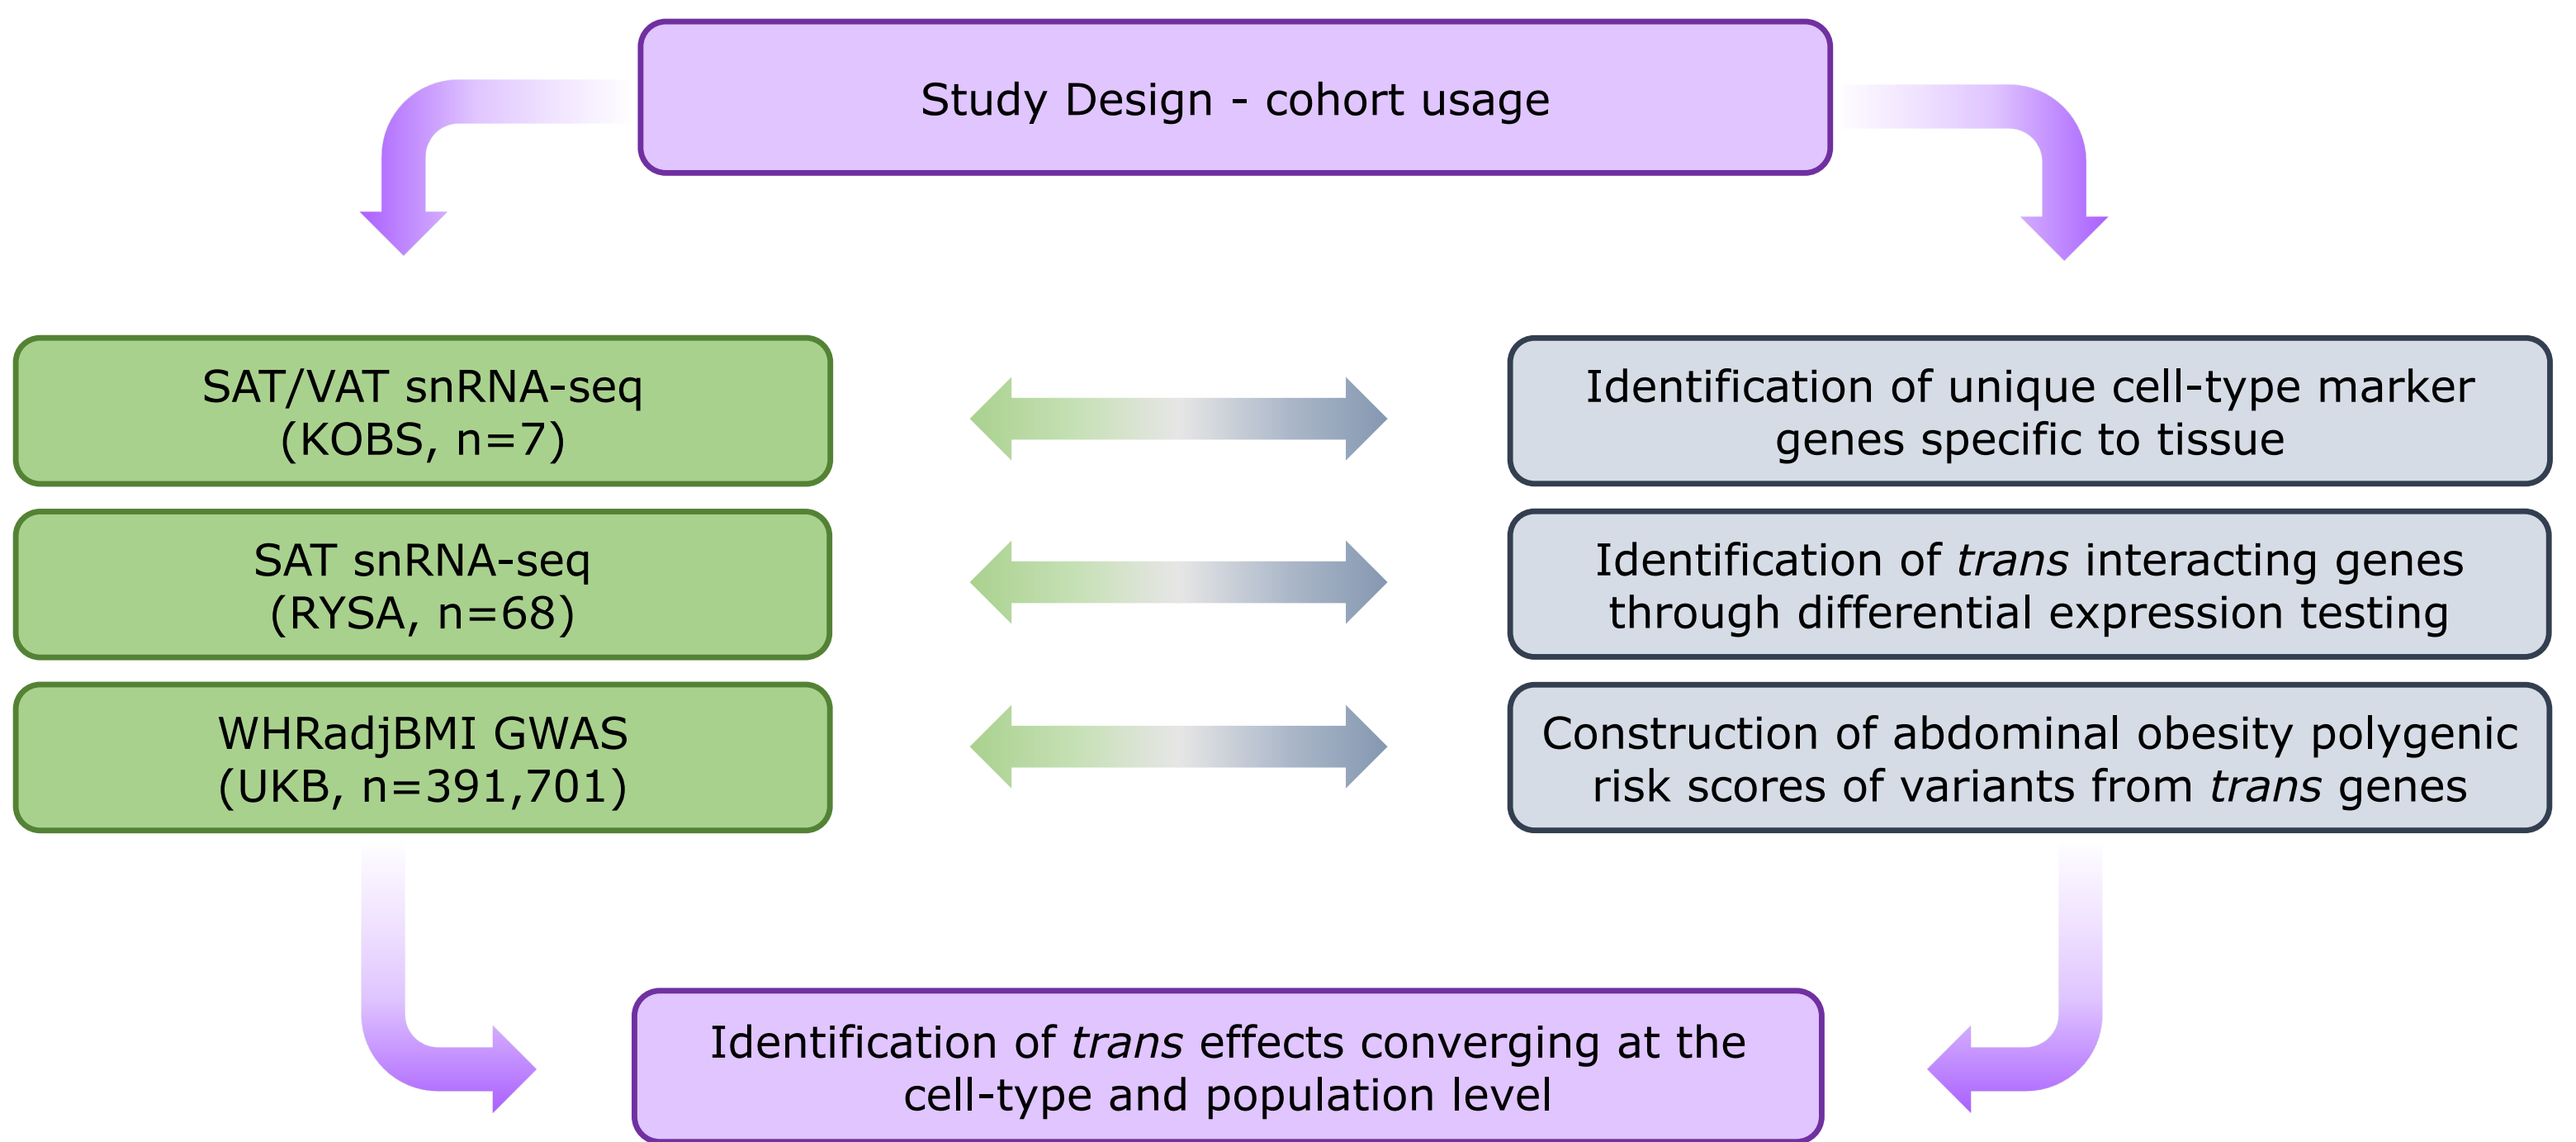 Study Design - cohort usage
SAT/VAT snRNA-seq
(KOBS, n=7)
Identification of unique cell-type marker
genes specific to tissue
SAT snRNA-seq
(RYSA, n=68)
Identification of trans interacting genes
through differential expression testing
WHRadjBMI GWAS
(UKB, n=391,701)
Construction of abdominal obesity polygenic
risk scores of variants from trans genes
Identification of trans effects converging at the
cell-type and population level